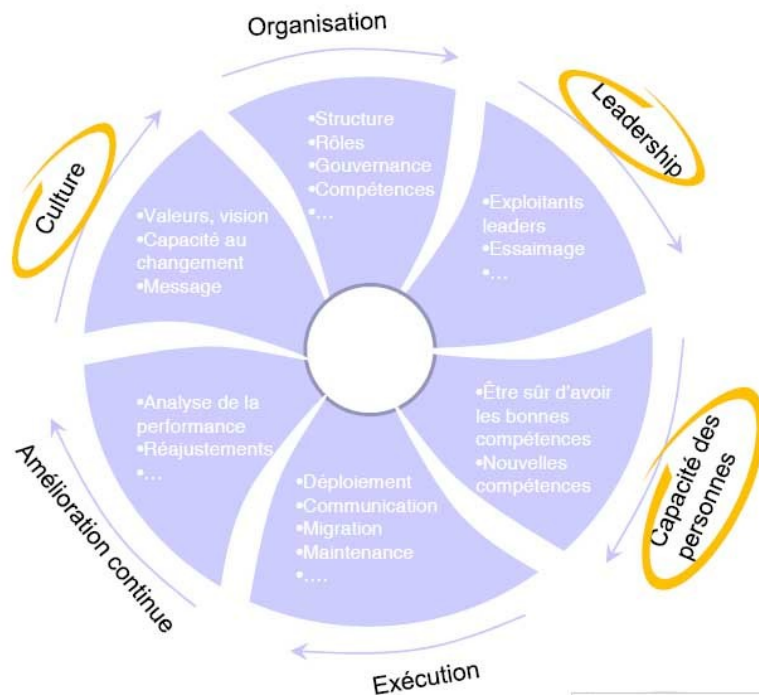 Organisation
•Structure
•Rôles
•Gouvernance
•Compétences
•...
Leadership
•Exploitants
leaders
•Essaimage
•...
Capacité des
personnes
•Être sûr d'avoir
les bonnes
compétences
•Nouvelles
compétences
Exécution
•Déploiement
•Communication
•Migration
•Maintenance
•....
Amélioration continue
•Analyse de la
performance
•Réajustements
•...
Culture
•Valeurs, vision
•Capacité au
changement
•Message